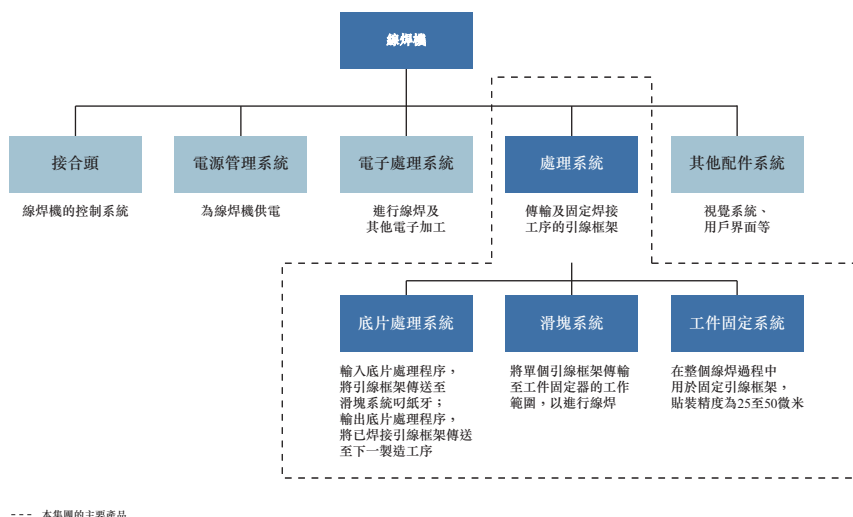 線焊機
接合頭
電源管理系統
電子處理系統
處理系統
其他配件系統
線焊機的控制系統
為線焊機供電
進行線焊及
其他電子加工
傳輸及固定焊接
工序的引線框架
視覺系統、
用戶界面等
底片處理系統
滑塊系統
工件固定系統
輸入底片處理程序，
將引線框架傳送至
滑塊系統叼紙牙；
輸出底片處理程序，
將已焊接引線框架傳送
至下一製造工序
將單個引線框架傳輸
至工件固定器的工作
範圍，以進行線焊
在整個線焊過程中
用於固定引線框架，
貼裝精度為25至50微米
--- 本集團的主要產品